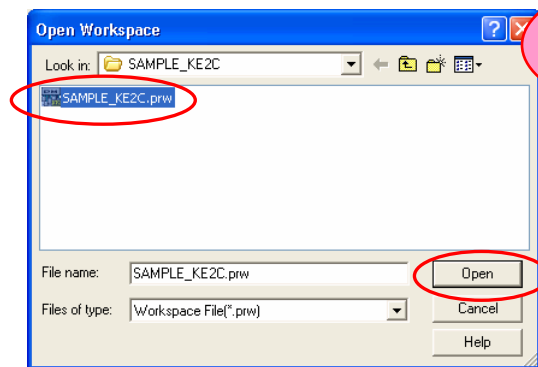 Open Workspace
Look in: SAMPLE_KE2C
SAMPLE_KE2C.prw
File name: SAMPLE_KE2C.prw Open
Files of type: Workspace File(*.prw) Cancel
Help